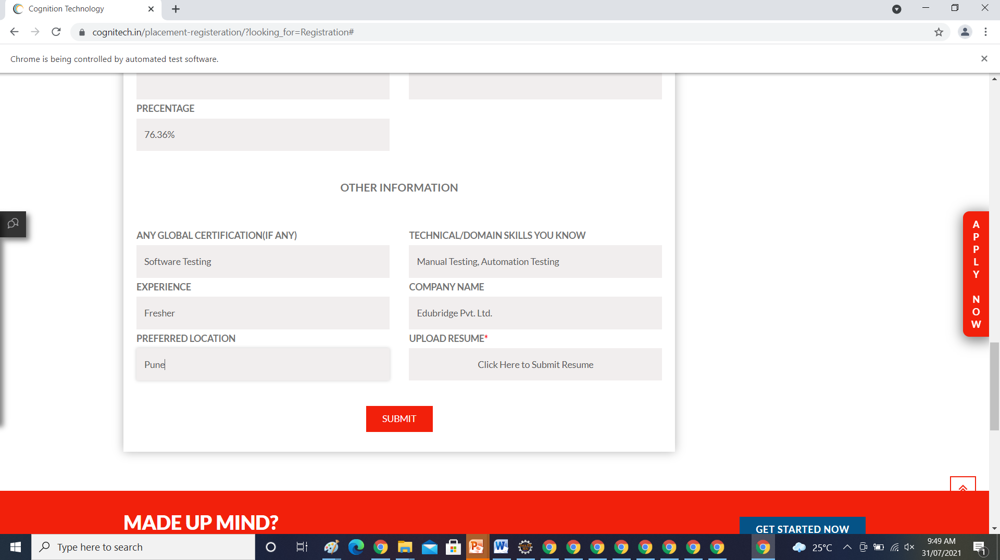 Cognition Technology
cognitech.in/placement-registeration/?looking_for=Registration#
Chrome is being controlled by automated test software.
PRECENTAGE
76.36%
OTHER INFORMATION
ANY GLOBAL CERTIFICATION(IF ANY)
TECHNICAL/DOMAIN SKILLS YOU KNOW
Software Testing
Manual Testing, Automation Testing
EXPERIENCE
COMPANY NAME
Fresher
Edubridge Pvt. Ltd.
PREFERRED LOCATION
UPLOAD RESUME*
Pune
Click Here to Submit Resume
SUBMIT
APPLY NOW
MADE UP MIND?
GET STARTED NOW
Type here to search
25°C
9:49 AM
31/07/2021
1